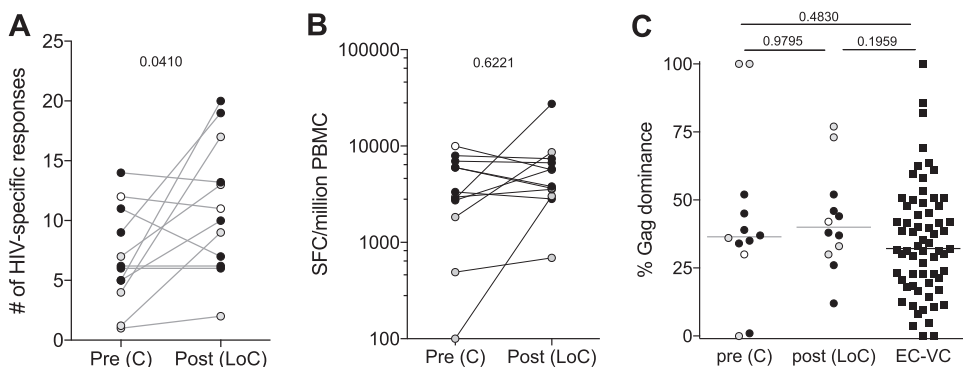 A
# of HIV-specific responses
25
20
15
10
5
0
0.0410
Pre (C) Post (LoC)
B
SFC/million PBMC
100000
10000
1000
100
0.6221
Pre (C) Post (LoC)
C
0.4830
0.9795 0.1959
% Gag dominance
100
75
50
25
0
pre (C) post (LoC) EC-VC